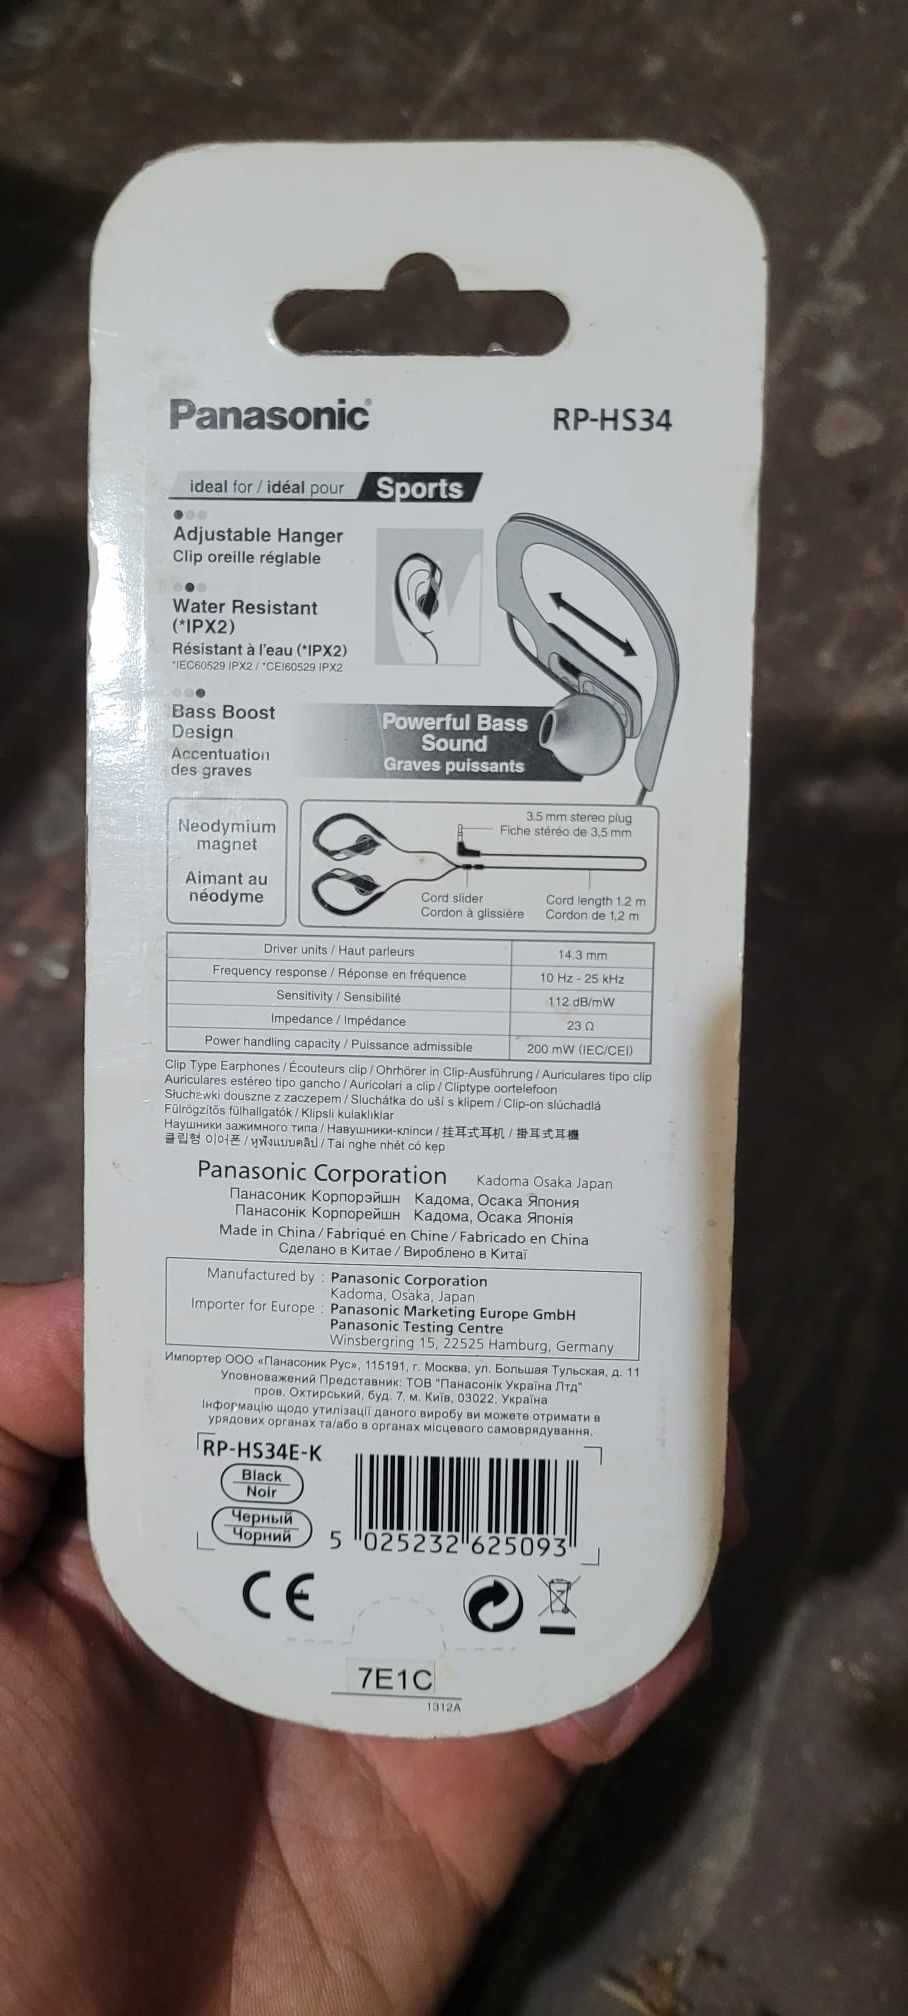 Panasonic
RP-HS34
ideal for / idéal pour Sports
Adjustable Hanger
Clip oreille réglable
Water Resistant
(*IPX2)
Résistant à l'eau (*IPX2)
*IEC60529 IPX2 / *CEI60529 IPX2
Bass Boost
Design
Accentuation
des graves
Powerful Bass
Sound
Graves puissants
Neodymium
magnet
Aimant au
néodyme
3.5 mm stereo plug
Fiche stéréo de 3,5 mm
Cord slider
Cordon à glissière
Cord length 1.2 m
Cordon de 1,2 m
Driver units / Haut parleurs 14.3 mm
Frequency response / Réponse en fréquence 10 Hz - 25 kHz
Sensitivity / Sensibilité 112 dB/mW
Impedance / Impédance 23 Ω
Power handling capacity / Puissance admissible 200 mW (IEC/CEI)
Clip Type Earphones / Écouteurs clip / Ohrhörer in Clip-Ausführung / Auriculares tipo clip
Auriculares estéreo tipo gancho / Auricolari a clip / Cliptype oortelefoon
Słuchawki douszne z zaczepem / Sluchátka do uší s klipem / Clip-on slúchadlá
Fülrögzítős fülhallgatók / Klipsli kulaklıklar
Наушники зажимного типа / Навушники-кліпси / 挂耳式耳机 / 掛耳式耳機
클립형 이어폰 / หูฟังแบบคลิป / Tai nghe nhét có kẹp
Panasonic Corporation Kadoma Osaka Japan
Панасоник Корпорэйшн Кадома, Осака Япония
Панасонік Корпорейшн Кадома, Осака Японія
Made in China / Fabriqué en Chine / Fabricado en China
Сделано в Китае / Вироблено в Китаї
Manufactured by : Panasonic Corporation
Kadoma, Osaka, Japan
Importer for Europe : Panasonic Marketing Europe GmbH
Panasonic Testing Centre
Winsbergring 15, 22525 Hamburg, Germany
Импортер ООО «Панасоник Рус», 115191, г. Москва, ул. Большая Тульская, д. 11
Уповноважений Представник: ТОВ "Панасонік Україна Лтд"
пров. Охтирський, буд. 7, м. Київ, 03022, Україна
Інформацію щодо утилізації даного виробу ви можете отримати в
урядових органах та/або в органах місцевого самоврядування.
RP-HS34E-K
Black
Noir
Черный
Чорний
5 025232 625093
CE
7E1C
1312A